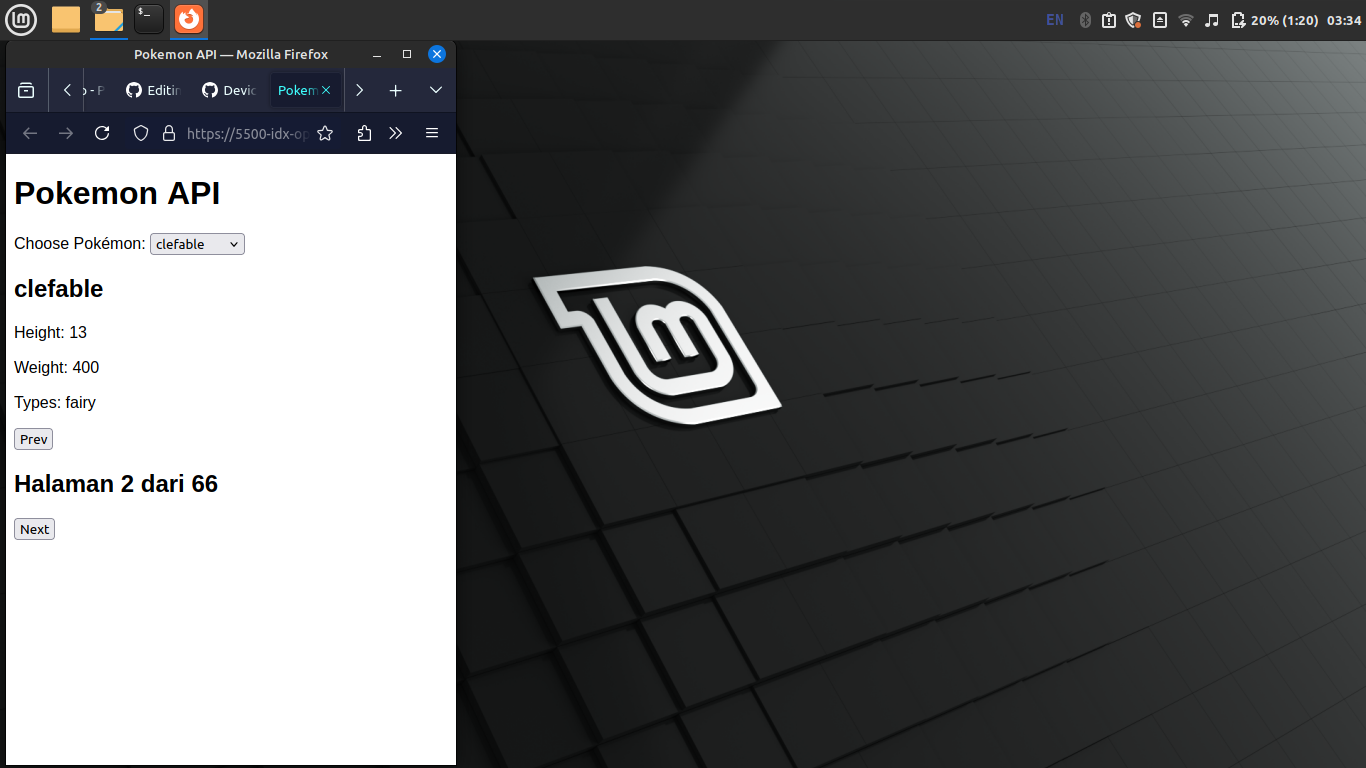 2
$_
EN
20% (1:20)
03:34
Pokemon API — Mozilla Firefox
Editin
Devic
Pokem
https://5500-idx-op
Pokemon API
Choose Pokémon: clefable
clefable
Height: 13
Weight: 400
Types: fairy
Prev
Halaman 2 dari 66
Next